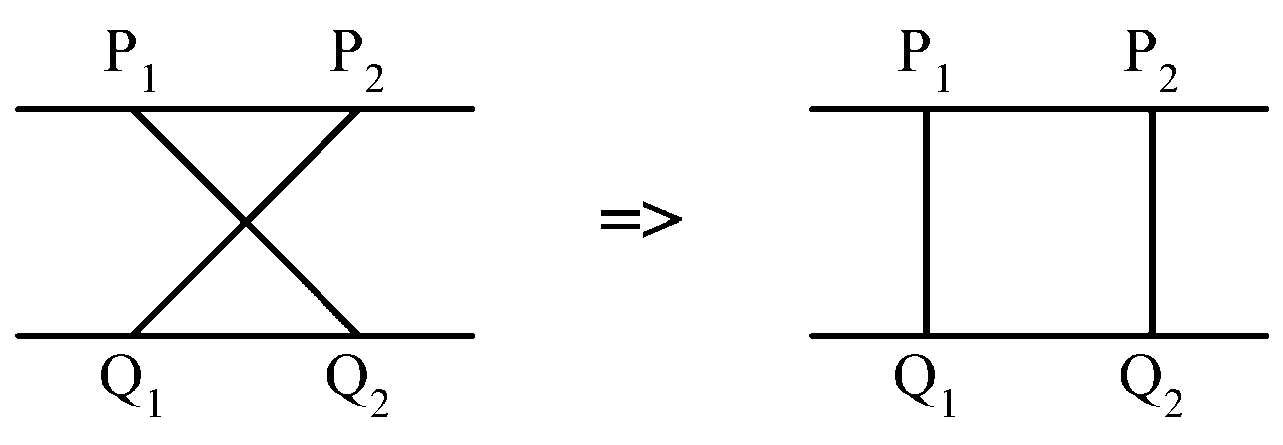 P₁ P₂ P₁ P₂
=>
Q₁ Q₂ Q₁ Q₂